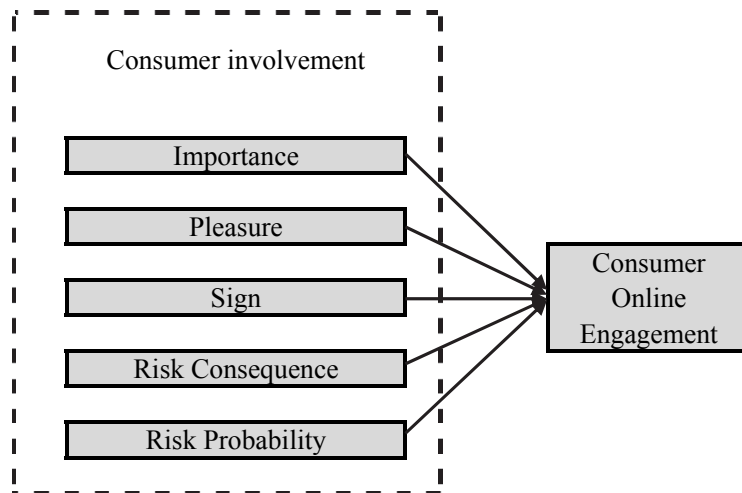 Consumer involvement
Importance
Pleasure
Sign
Risk Consequence
Risk Probability
Consumer
Online
Engagement